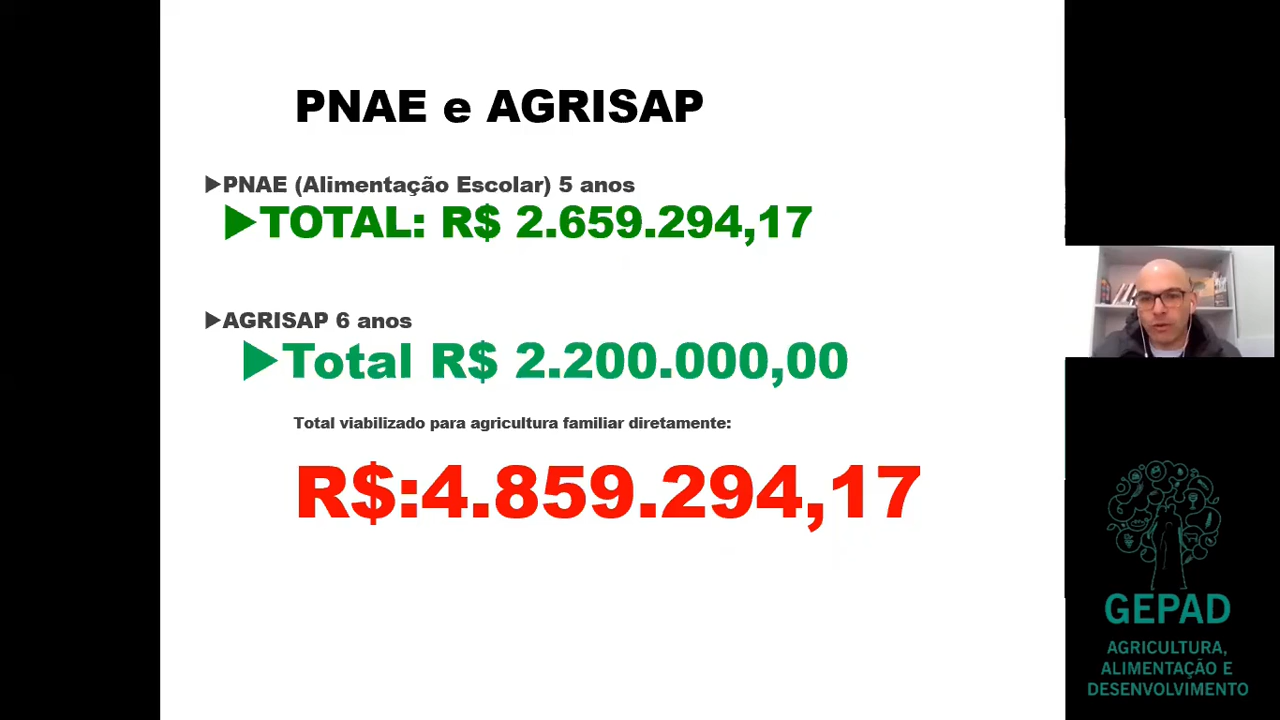 PNAE e AGRISAP
▶PNAE (Alimentação Escolar) 5 anos
▶TOTAL: R$ 2.659.294,17
▶AGRISAP 6 anos
▶Total R$ 2.200.000,00
Total viabilizado para agricultura familiar diretamente:
R$:4.859.294,17
GEPAD
AGRICULTURA,
ALIMENTAÇÃO E
DESENVOLVIMENTO